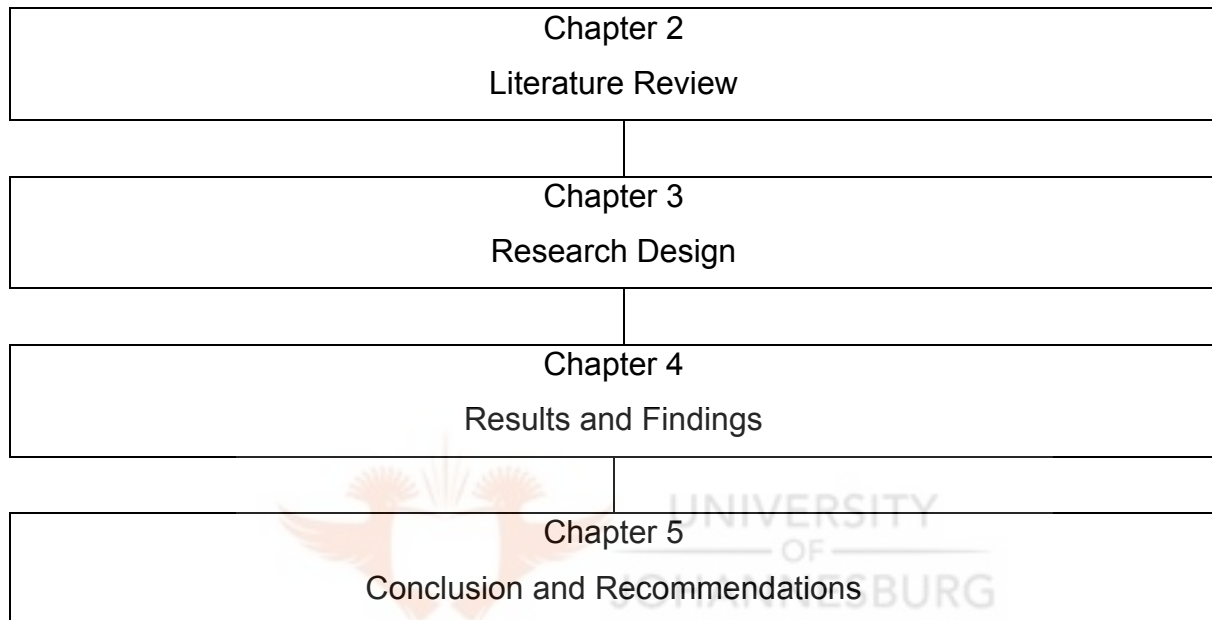 Chapter 2
Literature Review
Chapter 3
Research Design
Chapter 4
Results and Findings
UNIVERSITY
OF
JOHANNESBURG
Chapter 5
Conclusion and Recommendations